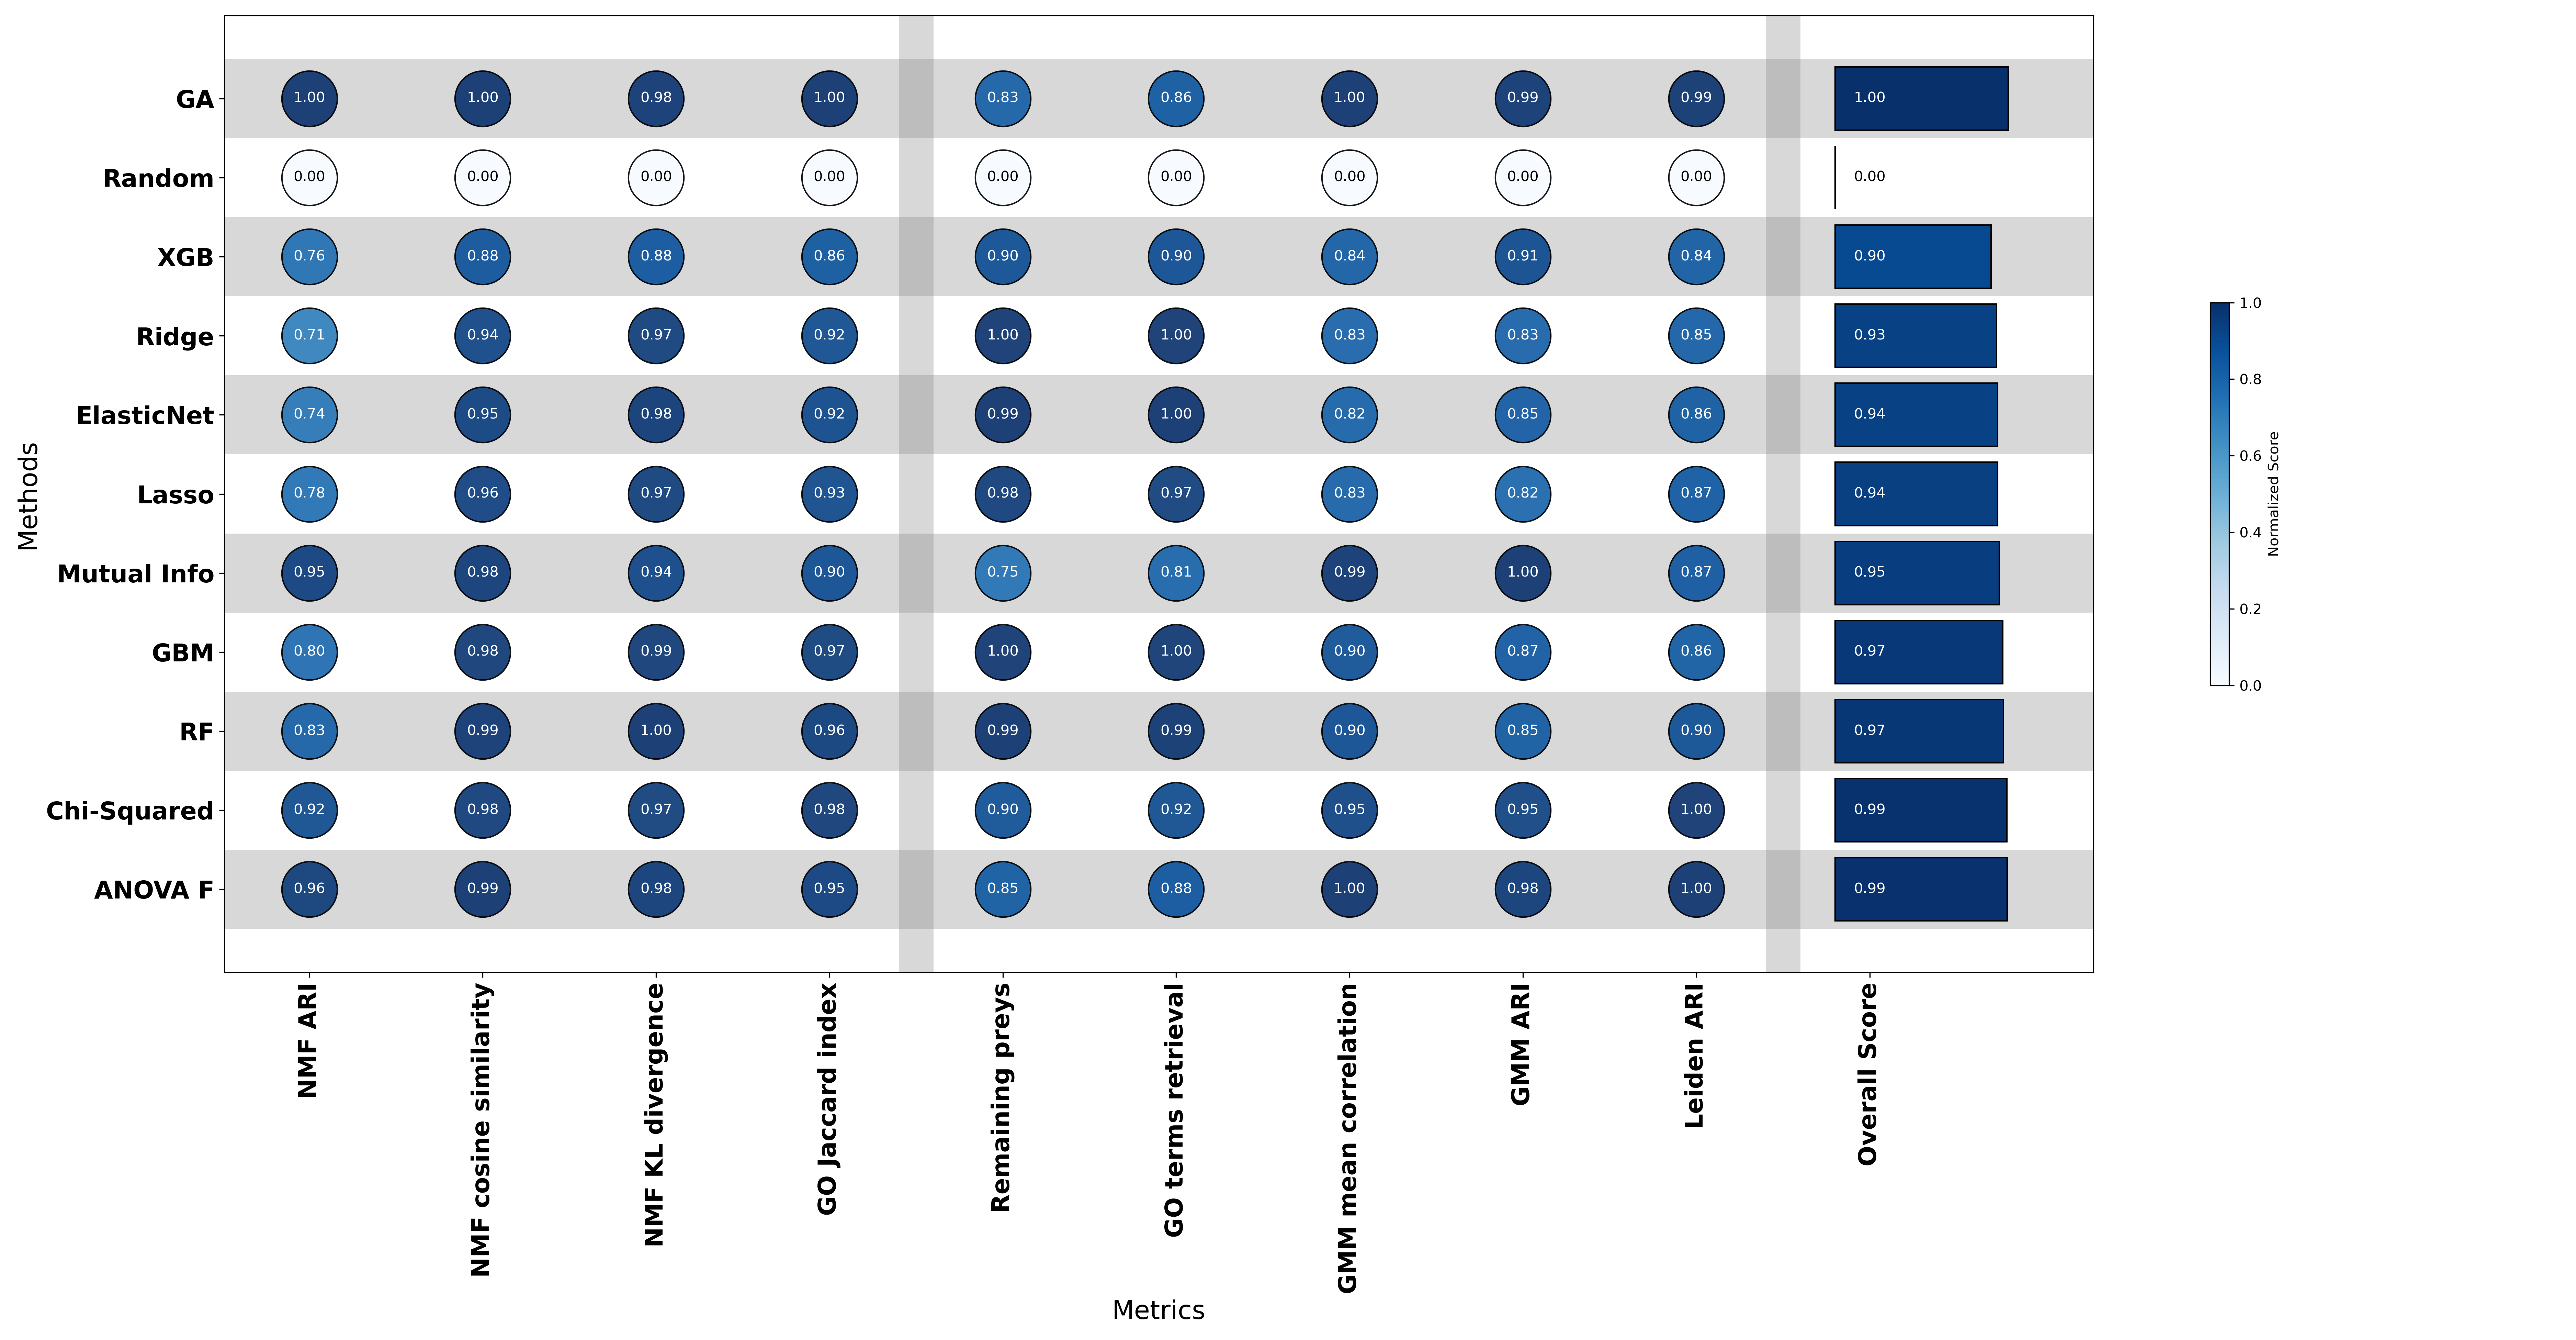 GA 1.00 1.00 0.98 1.00 0.83 0.86 1.00 0.99 0.99 1.00
Random 0.00 0.00 0.00 0.00 0.00 0.00 0.00 0.00 0.00 0.00
XGB 0.76 0.88 0.88 0.86 0.90 0.90 0.84 0.91 0.84 0.90
Ridge 0.71 0.94 0.97 0.92 1.00 1.00 0.83 0.83 0.85 0.93
ElasticNet 0.74 0.95 0.98 0.92 0.99 1.00 0.82 0.85 0.86 0.94
Lasso 0.78 0.96 0.97 0.93 0.98 0.97 0.83 0.82 0.87 0.94
Mutual Info 0.95 0.98 0.94 0.90 0.75 0.81 0.99 1.00 0.87 0.95
GBM 0.80 0.98 0.99 0.97 1.00 1.00 0.90 0.87 0.86 0.97
RF 0.83 0.99 1.00 0.96 0.99 0.99 0.90 0.85 0.90 0.97
Chi-Squared 0.92 0.98 0.97 0.98 0.90 0.92 0.95 0.95 1.00 0.99
ANOVA F 0.96 0.99 0.98 0.95 0.85 0.88 1.00 0.98 1.00 0.99
Methods
NMF ARI
NMF cosine similarity
NMF KL divergence
GO Jaccard index
Remaining preys
GO terms retrieval
GMM mean correlation
GMM ARI
Leiden ARI
Overall Score
Metrics
1.0
0.8
0.6
0.4
0.2
0.0
Normalized Score